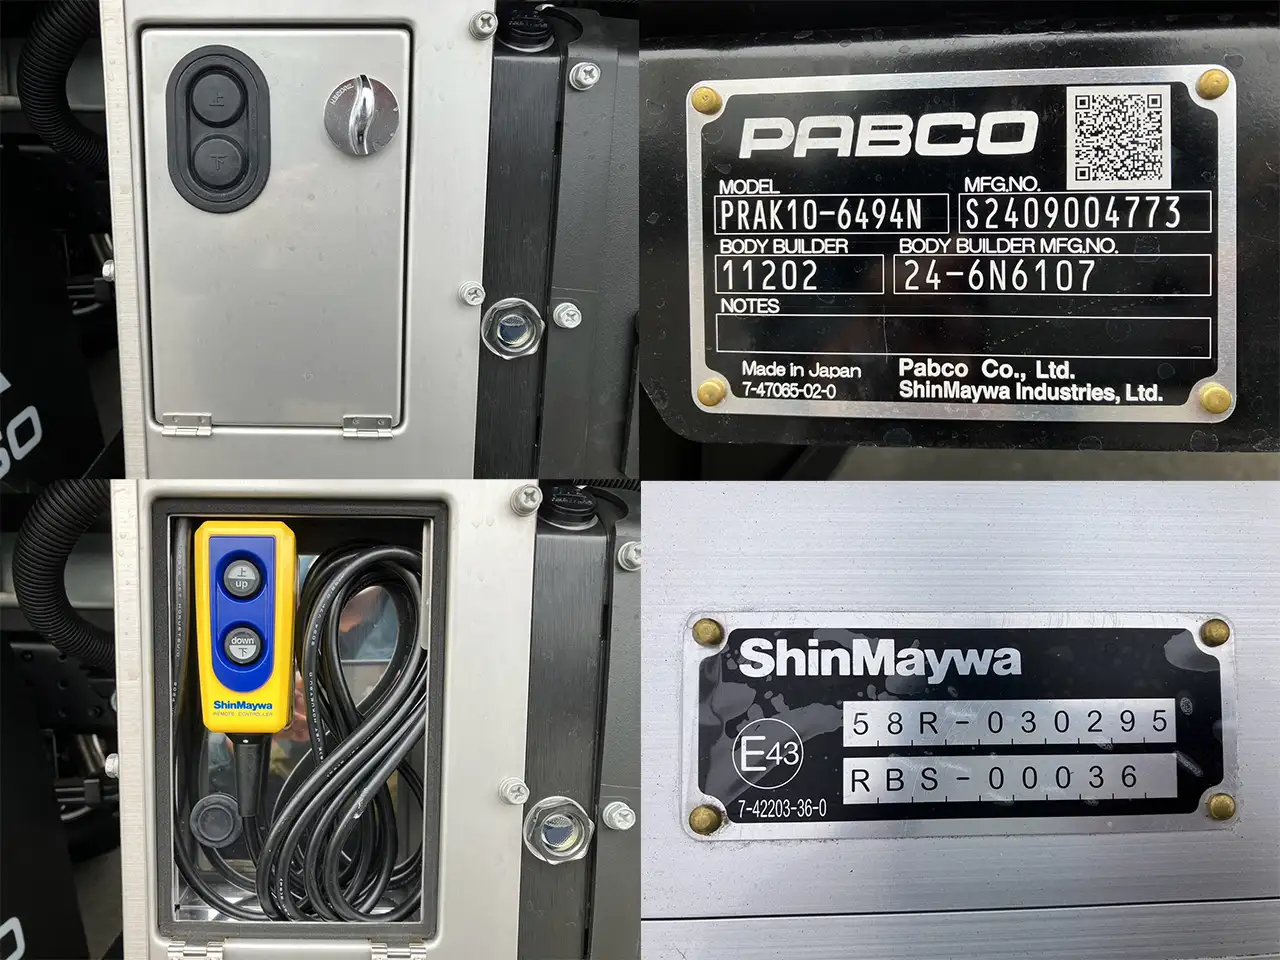 上
下
PABCO
MODEL
MFG.NO.
PRAK10-6494N
S2409004773
BODY BUILDER
BODY BUILDER MFG.NO.
11202
24-6N6107
NOTES
Made in Japan
Pabco Co., Ltd.
7-47065-02-0
ShinMaywa Industries, Ltd.
上
up
down
下
ShinMaywa
REMOTE CONTROLLER
ShinMaywa
58R-030295
E43
RBS-00036
7-42203-36-0